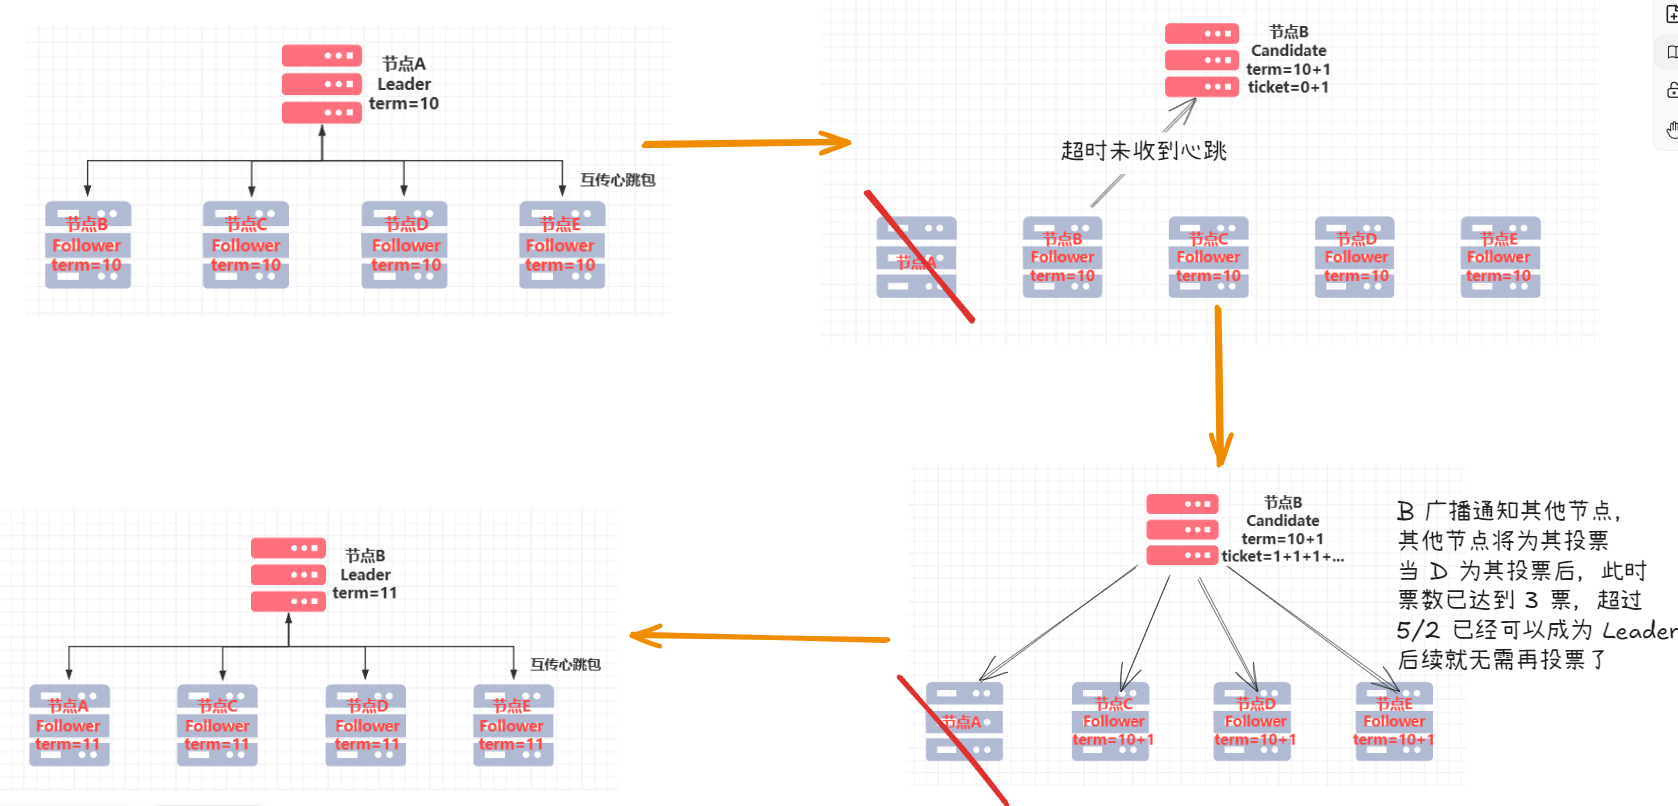 节点A
Leader
term=10
互传心跳包
节点B
Follower
term=10
节点C
Follower
term=10
节点D
Follower
term=10
节点E
Follower
term=10
节点B
Candidate
term=10+1
ticket=0+1
超时未收到心跳
节点A
节点B
Follower
term=10
节点C
Follower
term=10
节点D
Follower
term=10
节点E
Follower
term=10
节点B
Candidate
term=10+1
ticket=1+1+1+...
B 广播通知其他节点,
其他节点将为其投票
当 D 为其投票后, 此时
票数已达到 3 票, 超过
5/2 已经可以成为 Leader
后续就无需再投票了
节点A
节点C
Follower
term=10+1
节点D
Follower
term=10+1
节点E
Follower
term=10+1
节点B
Leader
term=11
互传心跳包
节点A
Follower
term=11
节点C
Follower
term=11
节点D
Follower
term=11
节点E
Follower
term=11